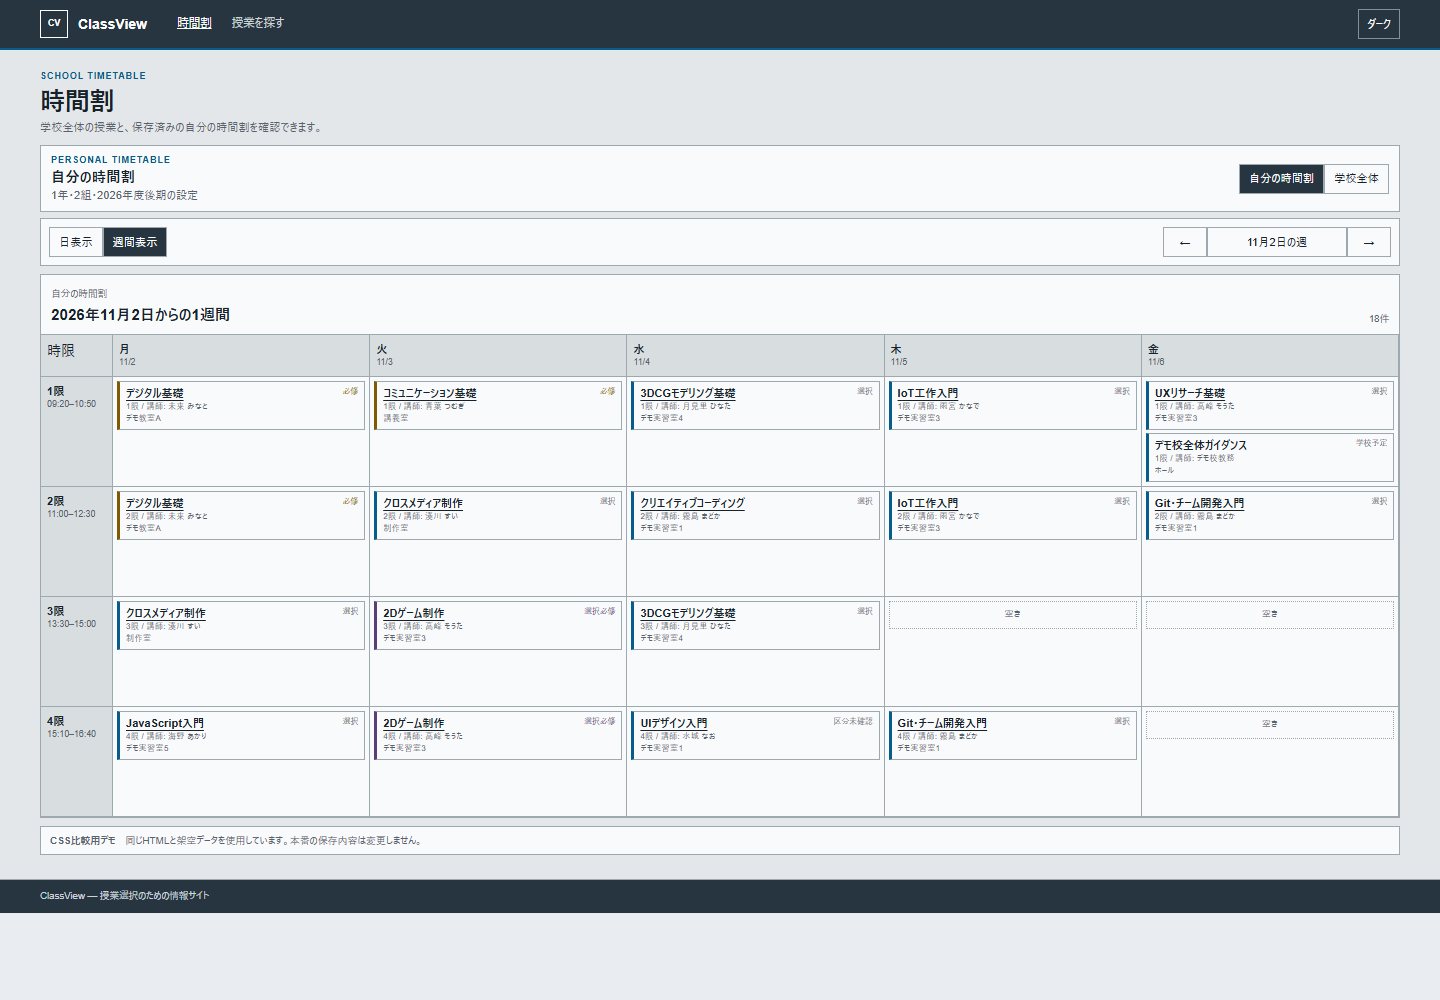 CV ClassView 時間割 授業を探す ダーク
SCHOOL TIMETABLE
時間割
学校全体の授業と、保存済みの自分の時間割を確認できます。
PERSONAL TIMETABLE
自分の時間割
1年・2組・2026年度後期の設定
自分の時間割 学校全体
日表示 週間表示 ← 11月2日の週 →
自分の時間割
2026年11月2日からの1週間
18件
時限
月
11/2
火
11/3
水
11/4
木
11/5
金
11/6
1限
09:20–10:50
デジタル基礎 必修
1限 / 講師: 未来 みなと
デモ教室A
コミュニケーション基礎 必修
1限 / 講師: 青葉 つむぎ
講義室
3DCGモデリング基礎 選択
1限 / 講師: 月見里 ひなた
デモ実習室4
IoT工作入門 選択
1限 / 講師: 雨宮 かなで
デモ実習室3
UXリサーチ基礎 選択
1限 / 講師: 高峰 そうた
デモ実習室3
デモ校全体ガイダンス 学校予定
1限 / 講師: デモ校教務
ホール
2限
11:00–12:30
デジタル基礎 必修
2限 / 講師: 未来 みなと
デモ教室A
クロスメディア制作 選択
2限 / 講師: 湊川 すい
制作室
クリエイティブコーディング 選択
2限 / 講師: 霧島 まどか
デモ実習室1
IoT工作入門 選択
2限 / 講師: 雨宮 かなで
デモ実習室3
Git・チーム開発入門 選択
2限 / 講師: 霧島 まどか
デモ実習室1
3限
13:30–15:00
クロスメディア制作 選択
3限 / 講師: 湊川 すい
制作室
2Dゲーム制作 選択必修
3限 / 講師: 高峰 そうた
デモ実習室3
3DCGモデリング基礎 選択
3限 / 講師: 月見里 ひなた
デモ実習室4
空き
空き
4限
15:10–16:40
JavaScript入門 選択
4限 / 講師: 海野 あかり
デモ実習室5
2Dゲーム制作 選択必修
4限 / 講師: 高峰 そうた
デモ実習室3
UIデザイン入門 区分未確認
4限 / 講師: 水城 なお
デモ実習室1
Git・チーム開発入門 選択
4限 / 講師: 霧島 まどか
デモ実習室1
空き
CSS比較用デモ 同じHTMLと架空データを使用しています。本番の保存内容は変更しません。
ClassView — 授業選択のための情報サイト